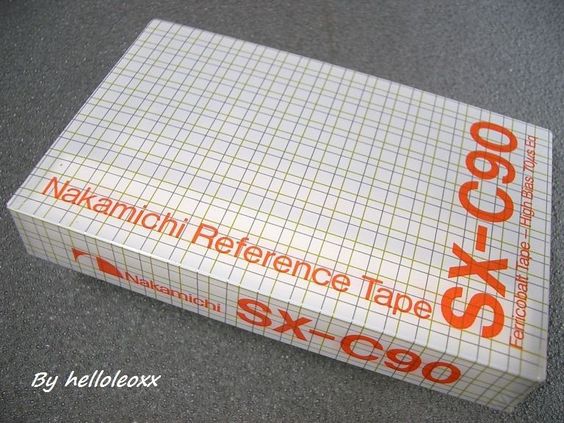 Nakamichi Reference Tape
SX-C90
Ferricobalt Tape - High Bias 70µs Eq
Nakamichi
SX-C90
By helloleoxx